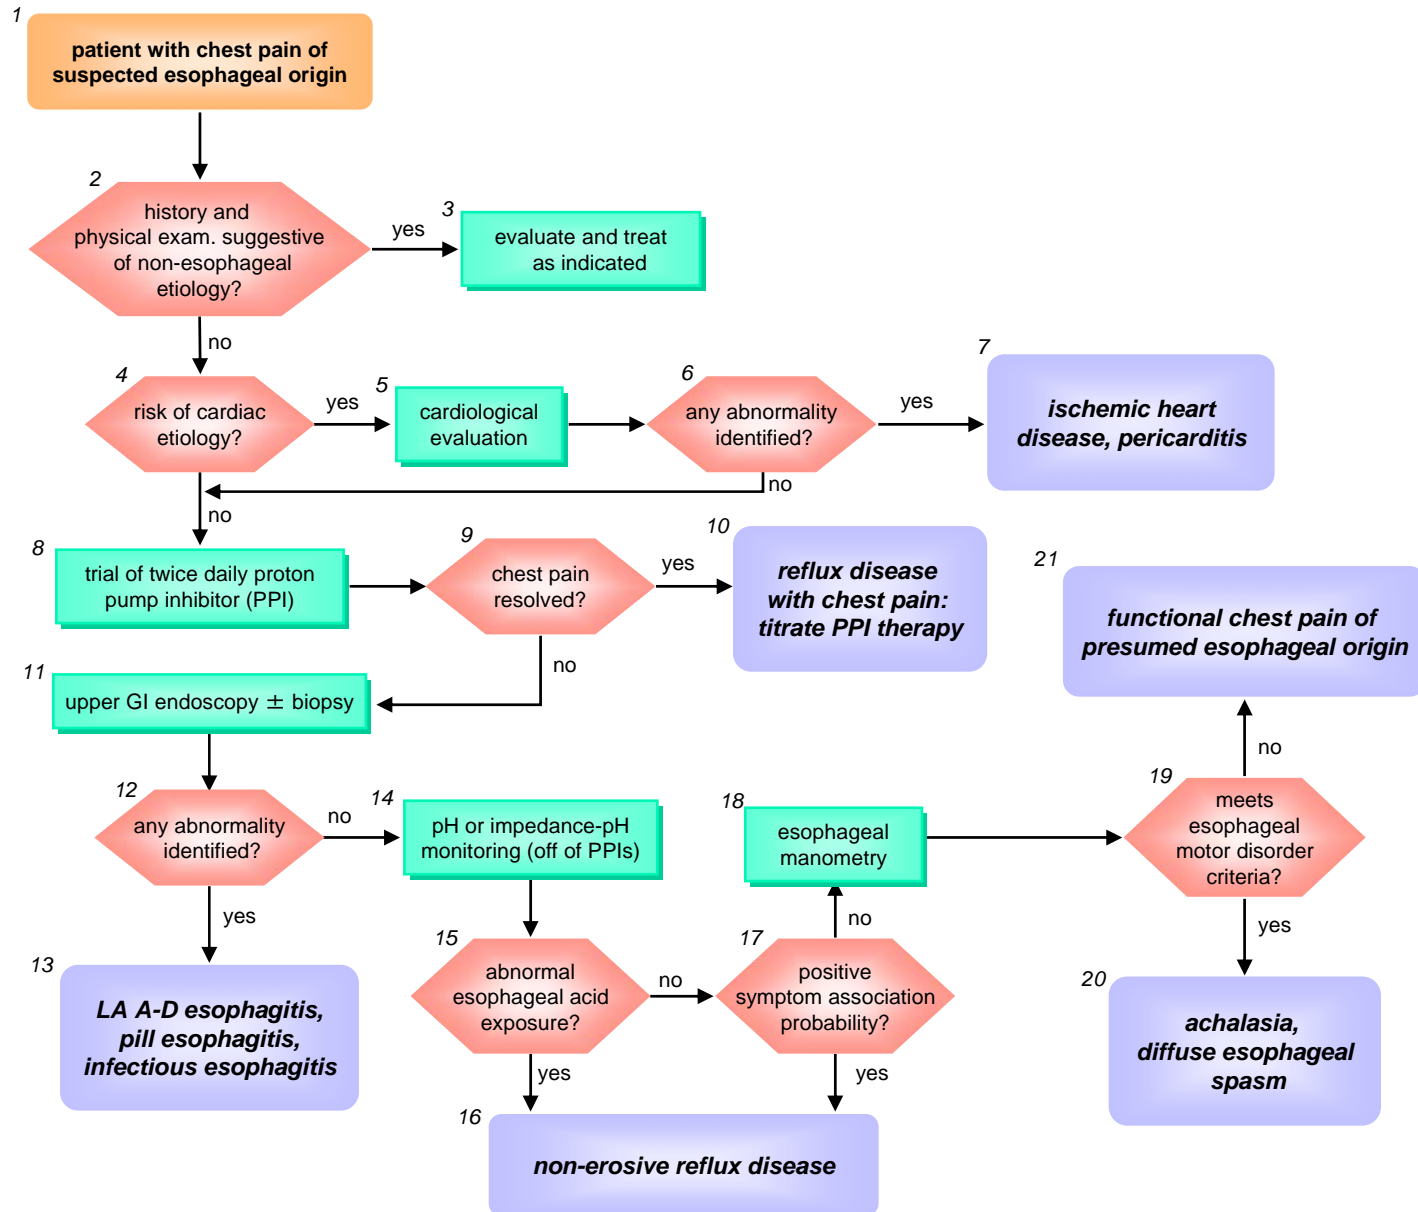 1
patient with chest pain of
suspected esophageal origin
2
history and
physical exam. suggestive
of non-esophageal
etiology?
yes
3
evaluate and treat
as indicated
no
4
risk of cardiac
etiology?
yes
5
cardiological
evaluation
6
any abnormality
identified?
yes
7
ischemic heart
disease, pericarditis
no
no
8
trial of twice daily proton
pump inhibitor (PPI)
9
chest pain
resolved?
yes
10
reflux disease
with chest pain:
titrate PPI therapy
no
11
upper GI endoscopy ± biopsy
12
any abnormality
identified?
no
yes
13
LA A-D esophagitis,
pill esophagitis,
infectious esophagitis
14
pH or impedance-pH
monitoring (off of PPIs)
15
abnormal
esophageal acid
exposure?
no
yes
16
non-erosive reflux disease
17
positive
symptom association
probability?
yes
no
18
esophageal
manometry
19
meets
esophageal
motor disorder
criteria?
yes
20
achalasia,
diffuse esophageal
spasm
no
21
functional chest pain of
presumed esophageal origin